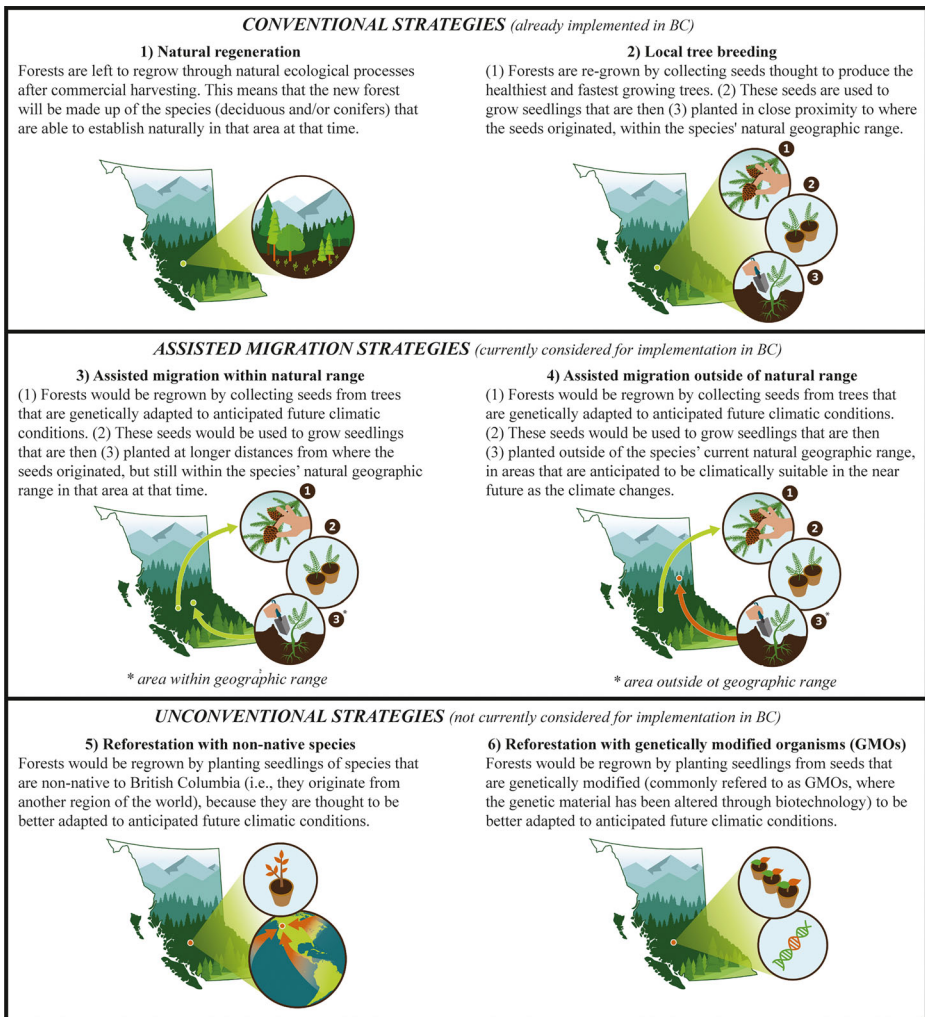 CONVENTIONAL STRATEGIES (already implemented in BC)
1) Natural regeneration
Forests are left to regrow through natural ecological processes
after commercial harvesting. This means that the new forest
will be made up of the species (deciduous and/or conifers) that
are able to establish naturally in that area at that time.
2) Local tree breeding
(1) Forests are re-grown by collecting seeds thought to produce the
healthiest and fastest growing trees. (2) These seeds are used to
grow seedlings that are then (3) planted in close proximity to where
the seeds originated, within the species' natural geographic range.
1
2
3
ASSISTED MIGRATION STRATEGIES (currently considered for implementation in BC)
3) Assisted migration within natural range
(1) Forests would be regrown by collecting seeds from trees
that are genetically adapted to anticipated future climatic
conditions. (2) These seeds would be used to grow seedlings
that are then (3) planted at longer distances from where the
seeds originated, but still within the species’ natural geographic
range in that area at that time.
1
2
3*
* area within geographic range
4) Assisted migration outside of natural range
(1) Forests would be regrown by collecting seeds from trees that
are genetically adapted to anticipated future climatic conditions.
(2) These seeds would be used to grow seedlings that are then
(3) planted outside of the species’ current natural geographic range,
in areas that are anticipated to be climatically suitable in the near
future as the climate changes.
1
2
3*
* area outside ot geographic range
UNCONVENTIONAL STRATEGIES (not currently considered for implementation in BC)
5) Reforestation with non-native species
Forests would be regrown by planting seedlings of species that
are non-native to British Columbia (i.e., they originate from
another region of the world), because they are thought to be
better adapted to anticipated future climatic conditions.
6) Reforestation with genetically modified organisms (GMOs)
Forests would be regrown by planting seedlings from seeds that
are genetically modified (commonly refered to as GMOs, where
the genetic material has been altered through biotechnology) to be
better adapted to anticipated future climatic conditions.